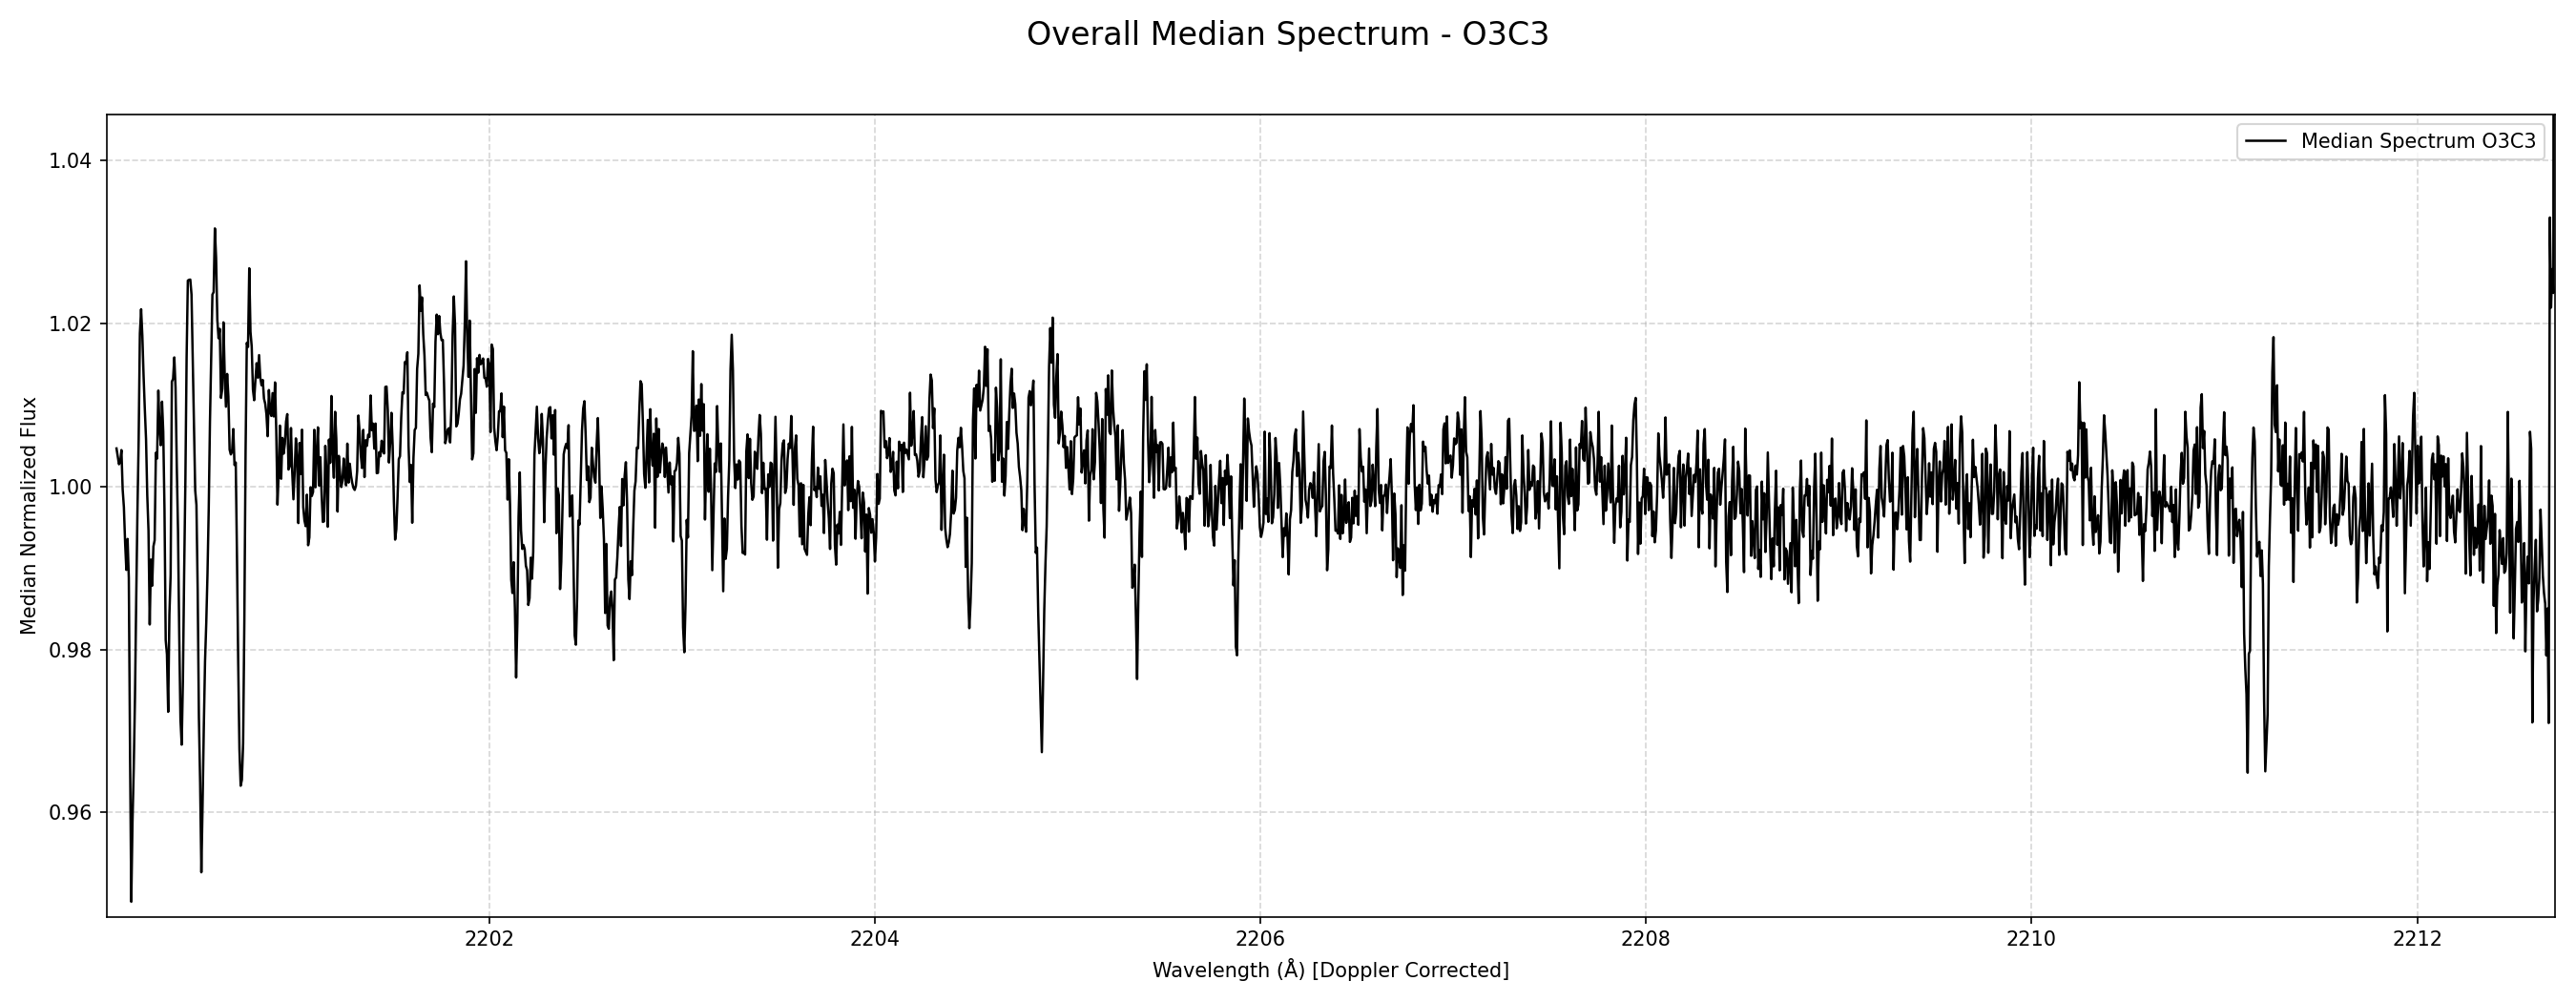 Overall Median Spectrum - O3C3
Median Spectrum O3C3
Median Normalized Flux
1.04
1.02
1.00
0.98
0.96
2202
2204
2206
2208
2210
2212
Wavelength (Å) [Doppler Corrected]